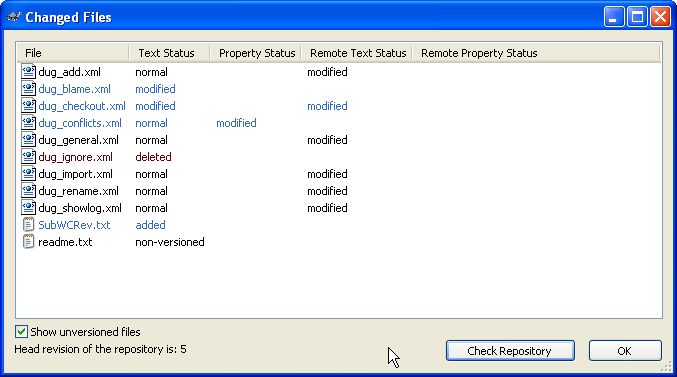 Changed Files
File Text Status Property Status Remote Text Status Remote Property Status
dug_add.xml normal modified
dug_blame.xml modified
dug_checkout.xml modified modified
dug_conflicts.xml normal modified
dug_general.xml normal modified
dug_ignore.xml deleted
dug_import.xml normal modified
dug_rename.xml normal modified
dug_showlog.xml normal modified
SubWCRev.txt added
readme.txt non-versioned
Show unversioned files
Head revision of the repository is: 5
Check Repository OK